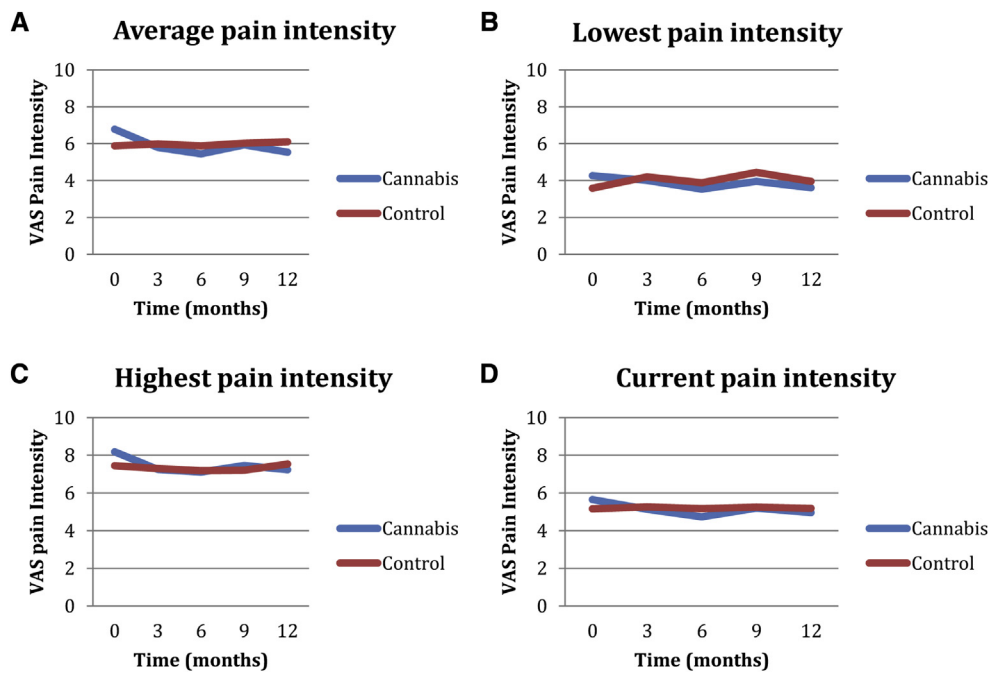 A
Average pain intensity
VAS Pain Intensity
10
8
6
4
2
0
0 3 6 9 12
Time (months)
Cannabis
Control
B
Lowest pain intensity
VAS Pain Intensity
10
8
6
4
2
0
0 3 6 9 12
Time (months)
Cannabis
Control
C
Highest pain intensity
VAS pain Intensity
10
8
6
4
2
0
0 3 6 9 12
Time (months)
Cannabis
Control
D
Current pain intensity
VAS Pain Intensity
10
8
6
4
2
0
0 3 6 9 12
Time (months)
Cannabis
Control